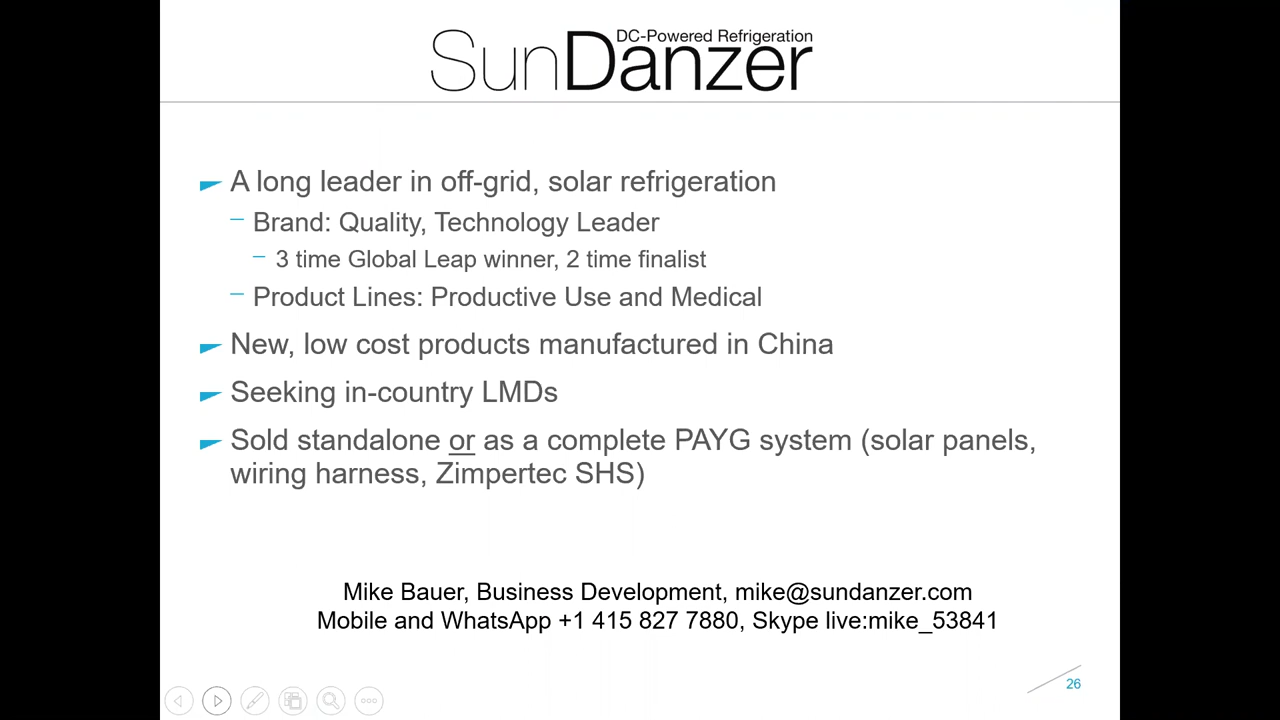 DC-Powered Refrigeration
SunDanzer
A long leader in off-grid, solar refrigeration
Brand: Quality, Technology Leader
3 time Global Leap winner, 2 time finalist
Product Lines: Productive Use and Medical
New, low cost products manufactured in China
Seeking in-country LMDs
Sold standalone or as a complete PAYG system (solar panels,
wiring harness, Zimpertec SHS)
Mike Bauer, Business Development, mike@sundanzer.com
Mobile and WhatsApp +1 415 827 7880, Skype live:mike_53841
26